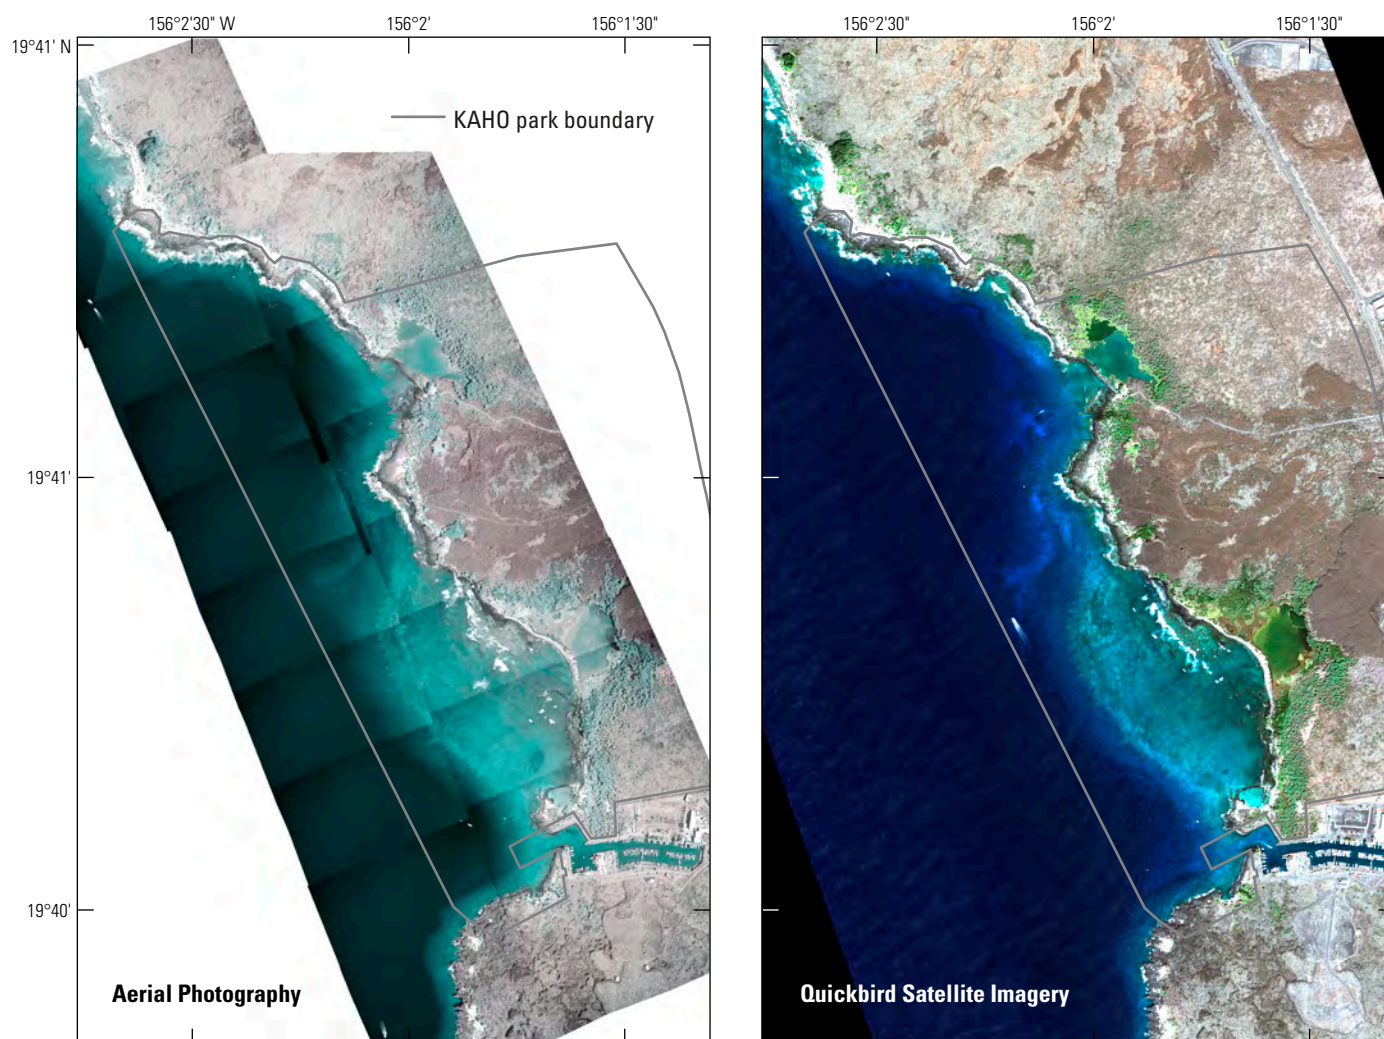 156°2'30" W 156°2' 156°1'30" 156°2'30" 156°2' 156°1'30"
19°41' N
KAHO park boundary
19°41'
19°40'
Aerial Photography
Quickbird Satellite Imagery